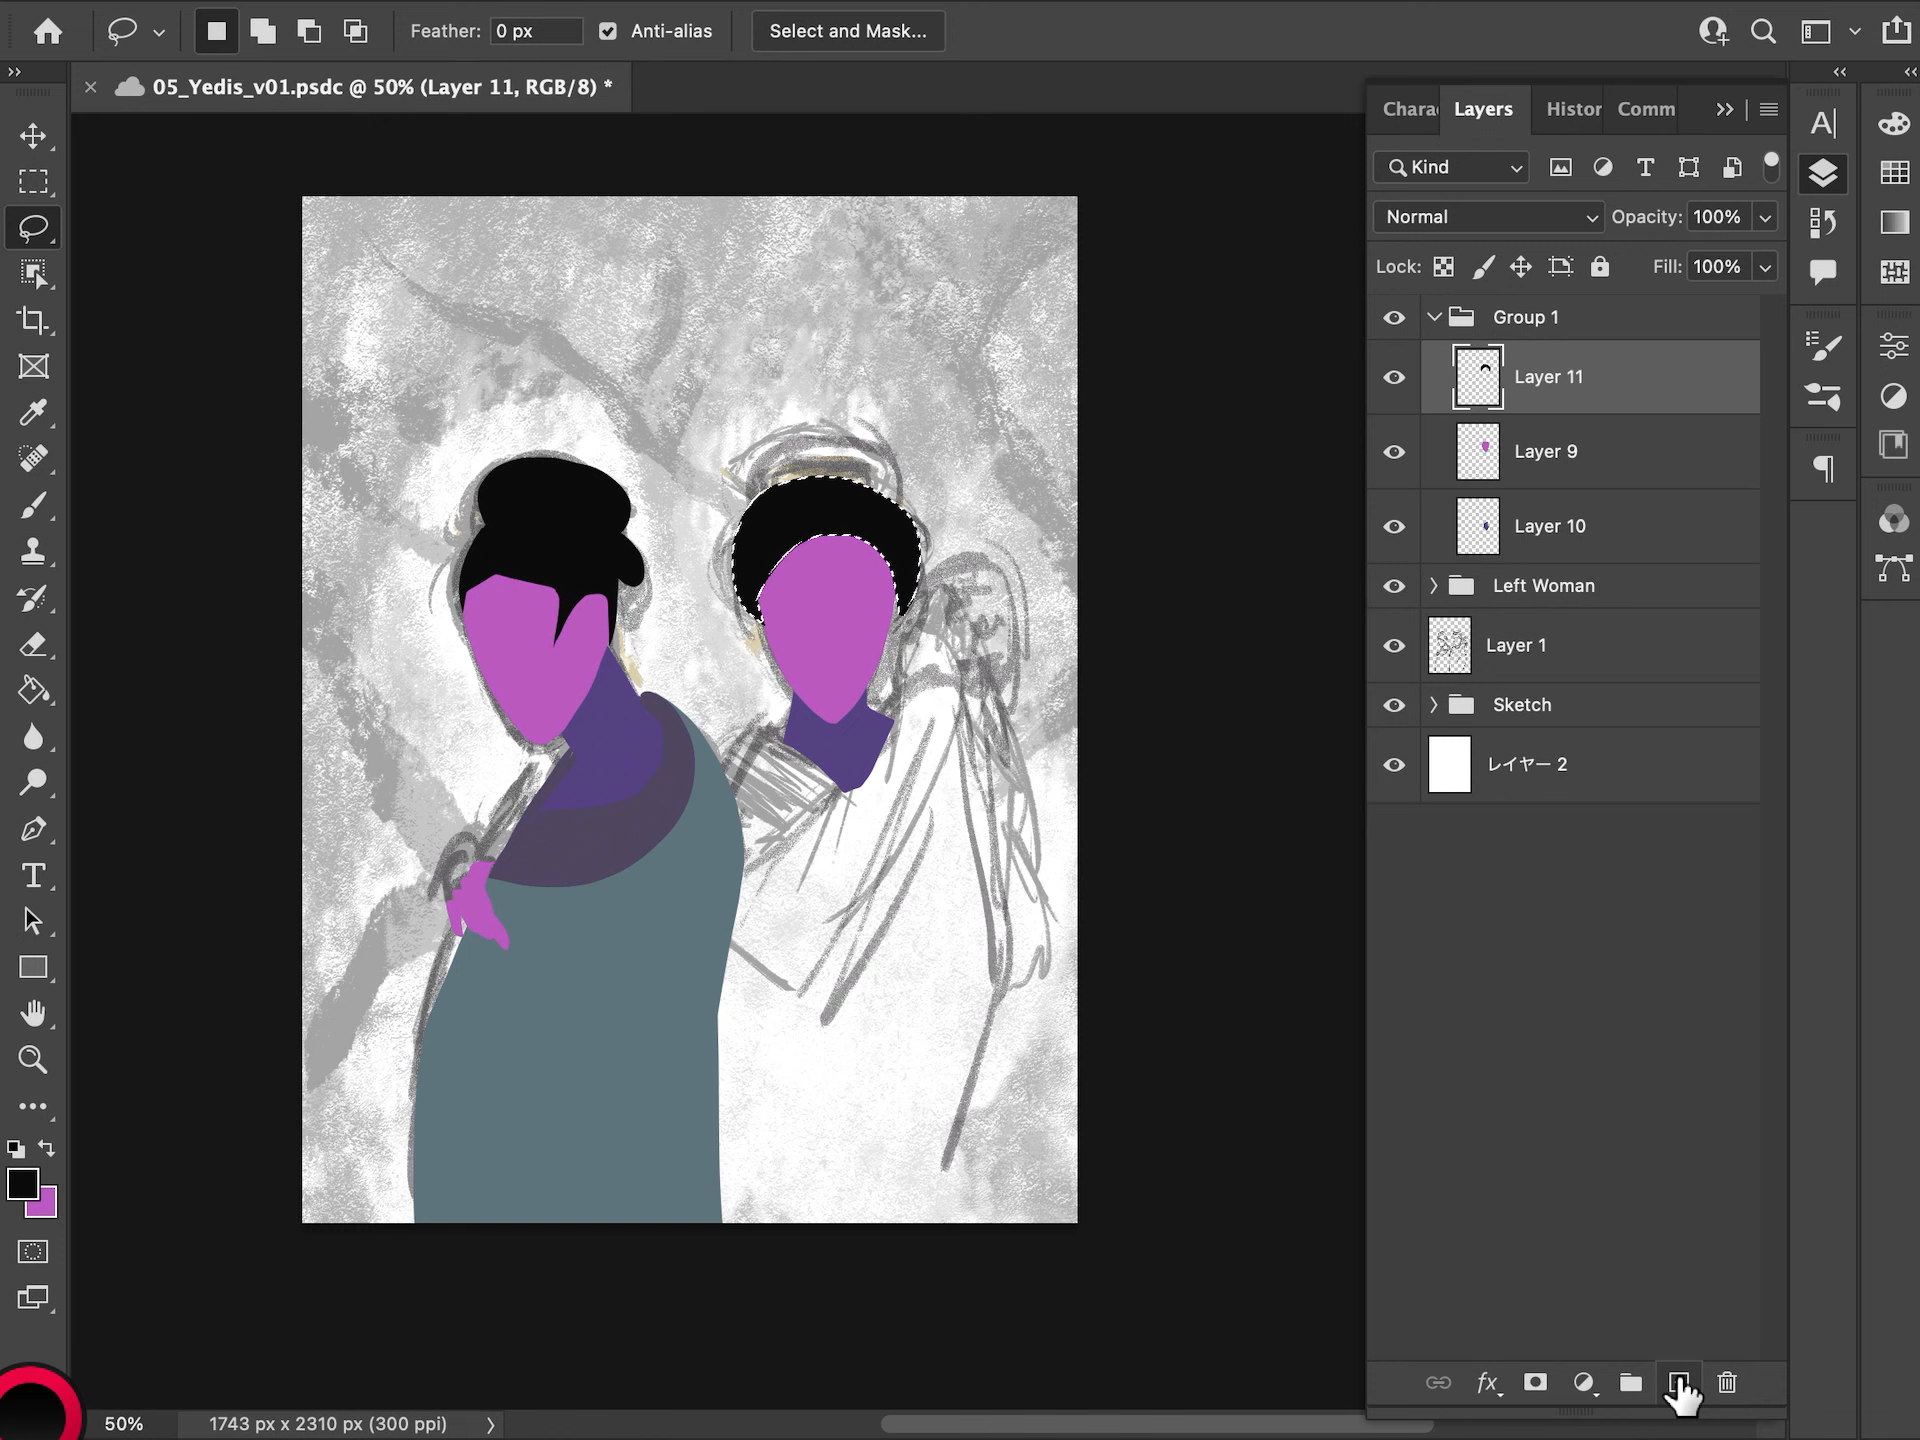 Feather: 0 px Anti-alias Select and Mask...
05_Yedis_v01.psdc @ 50% (Layer 11, RGB/8) *
Chara Layers Histor Comm
Kind
Normal Opacity: 100%
Lock: Fill: 100%
Group 1
Layer 11
Layer 9
Layer 10
Left Woman
Layer 1
Sketch
レイヤー 2
fx
50% 1743 px x 2310 px (300 ppi)